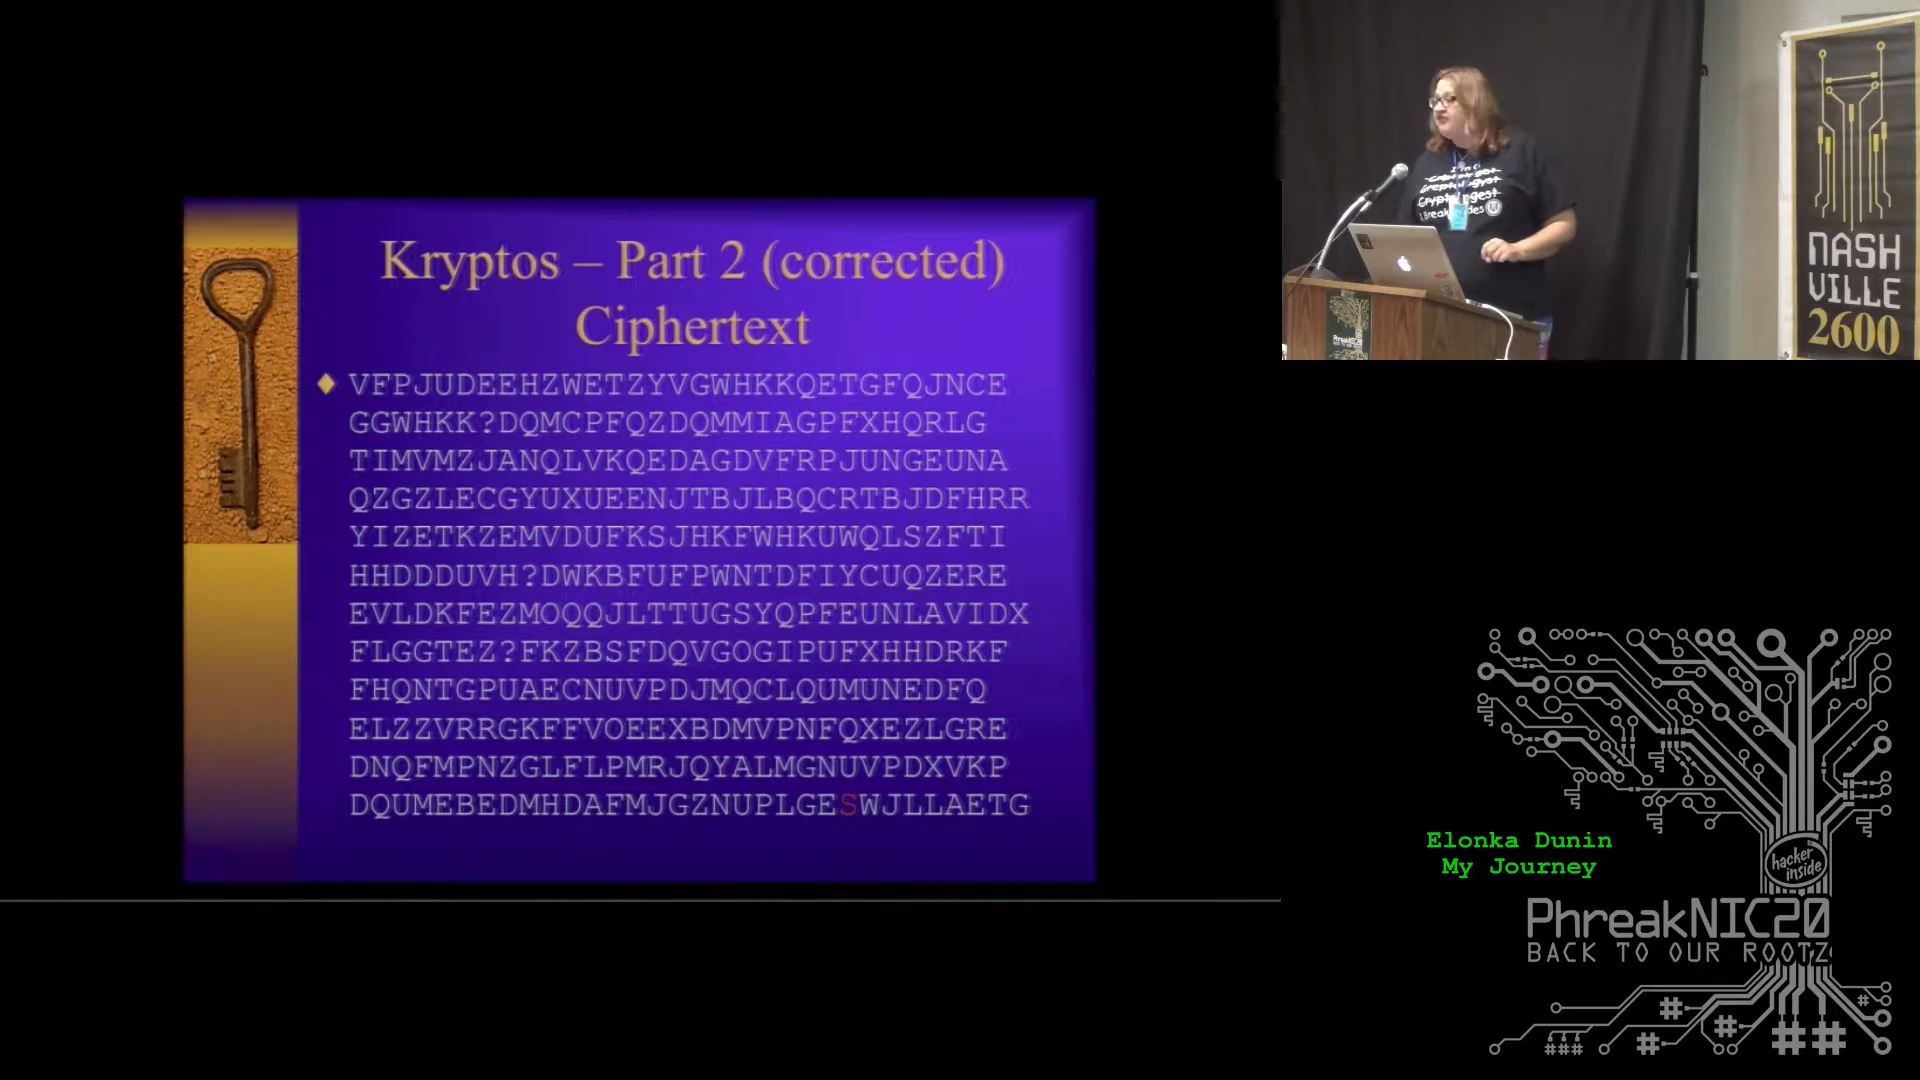 Kryptos – Part 2 (corrected)
Ciphertext
VFPJUDEEHZWETZYVGWHKKQETGFQJNCE
GGWHKK?DQMCPFQZDQMMIAGPFXHQRLG
TIMVMZJANQLVKQEDAGDVFRPJUNGEUNA
QZGZLECGYUXUEENJTBJLBQCRTBJDFHRR
YIZETKZEMVDUFKSJHKFWHKUWQLSZFTI
HHDDDUVH?DWKBFUFPWNTDFIYCUQZERE
EVLDKFEZMOQQJLTTUGSYQPFEUNLAVIDX
FLGGTEZ?FKZBSFDQVGOGIPUFXHHDRKF
FHQNTGPUAECNUVPDJMQCLQUMUNEDFQ
ELZZVRRGKFFVOEEXBDMVPNFQXEZLGRE
DNQFMPNZGLFLPMRJQYALMGNUVPDXVKP
DQUMEBEDMHDAFMJGZNUPLGESWJLLAETG
NASH
VILLE
2600
Elonka Dunin
My Journey
hacker
inside
PhreakNIC20
BACK TO OUR ROOTZ